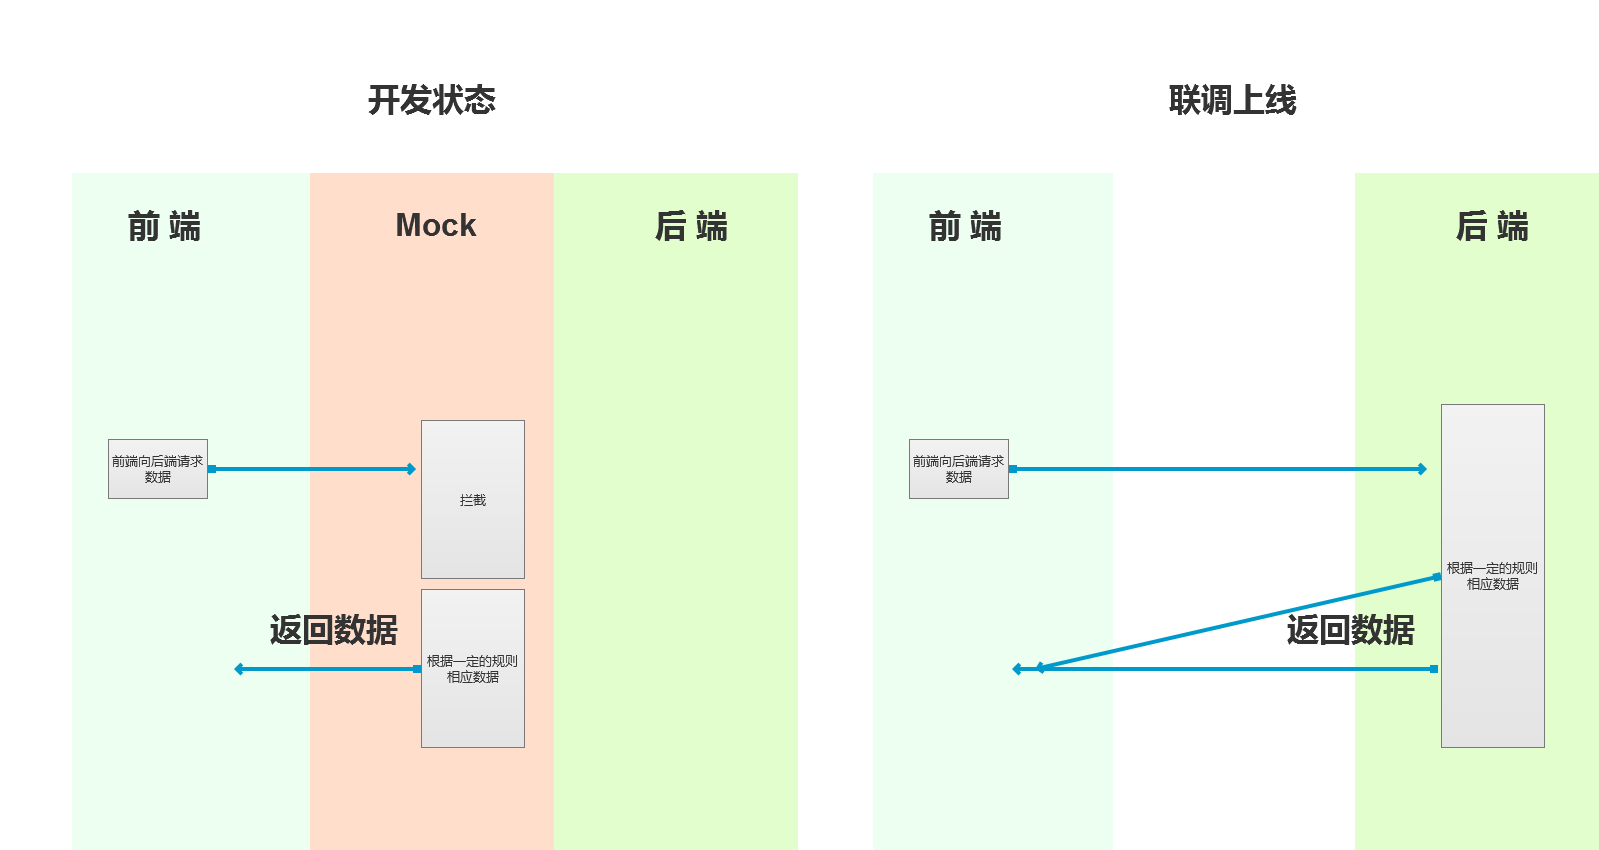 开发状态
前 端
Mock
后 端
前端向后端请求
数据
拦截
返回数据
根据一定的规则
相应数据
联调上线
前 端
后 端
前端向后端请求
数据
根据一定的规则
相应数据
返回数据